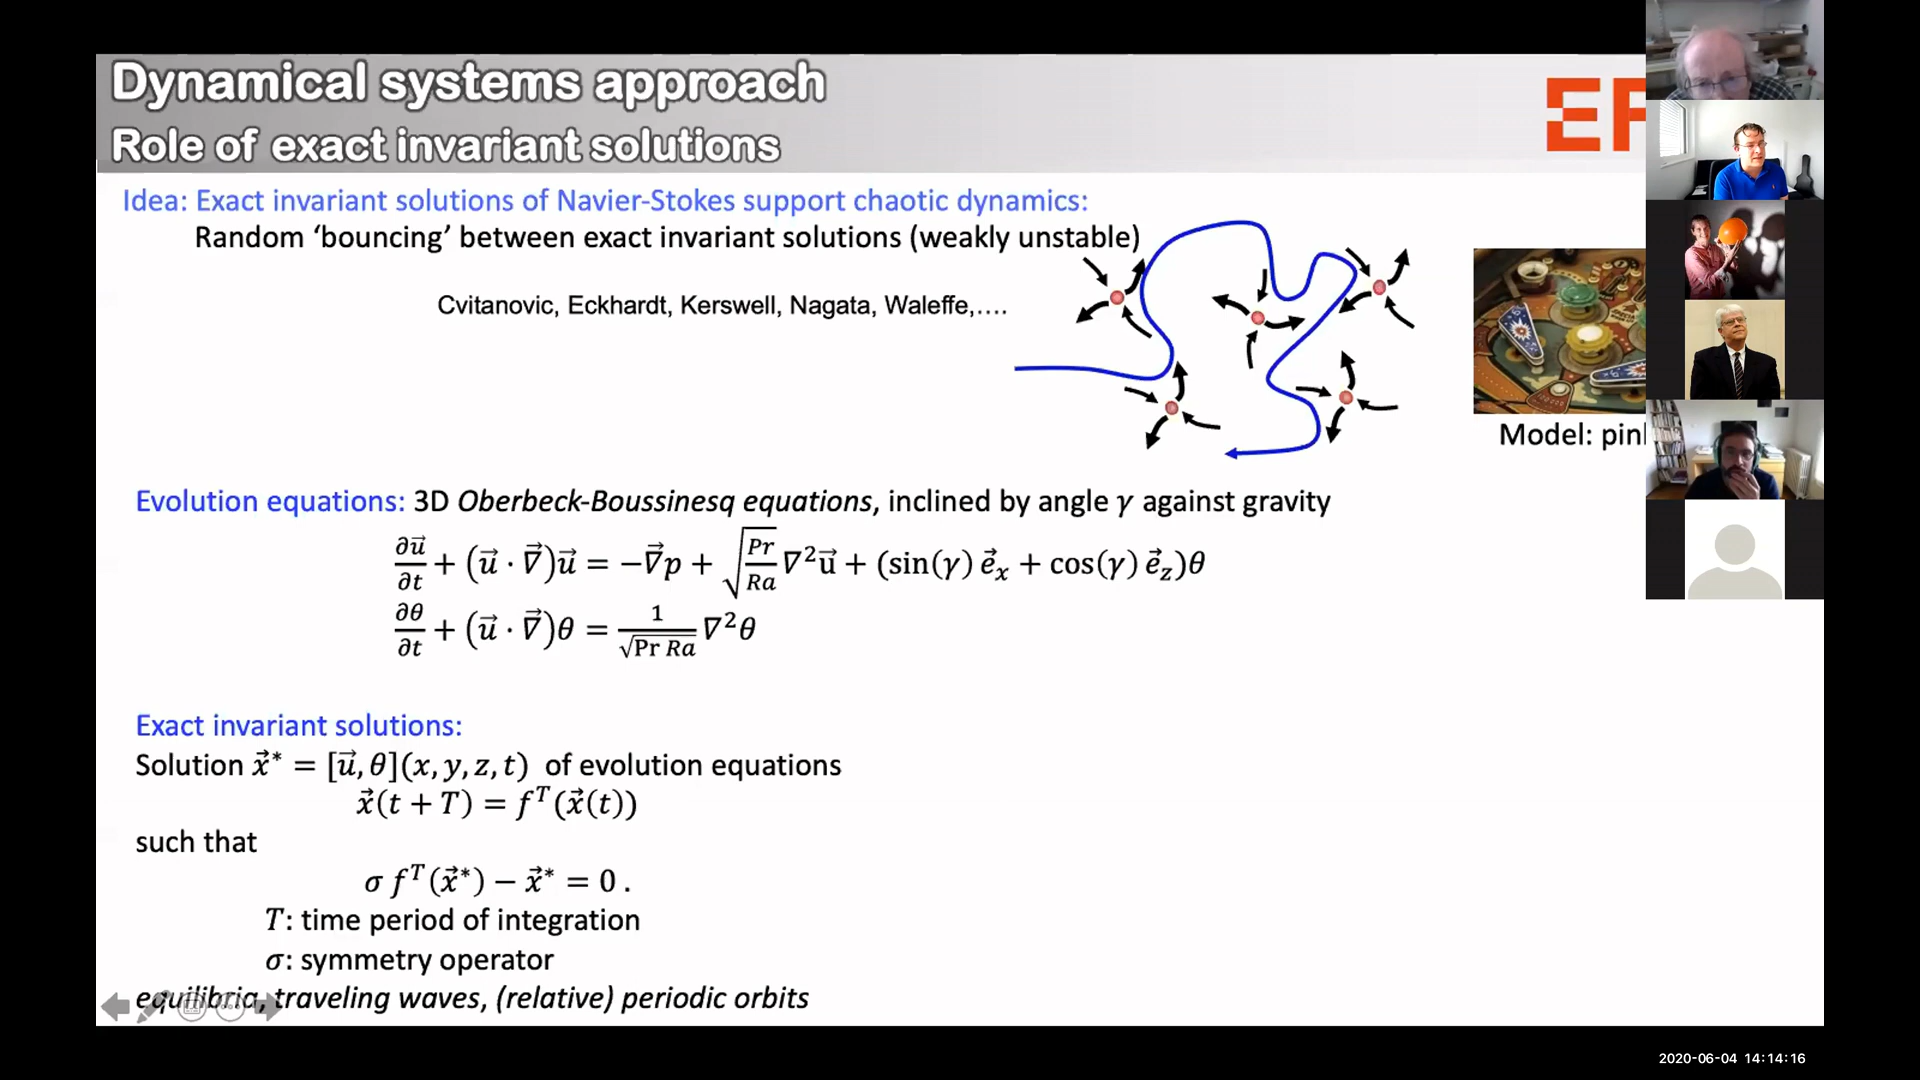 Dynamical systems approach
Role of exact invariant solutions
Idea: Exact invariant solutions of Navier-Stokes support chaotic dynamics:
Random ‘bouncing’ between exact invariant solutions (weakly unstable)
Cvitanovic, Eckhardt, Kerswell, Nagata, Waleffe,....
Model:
Evolution equations: 3D Oberbeck-Boussinesq equations, inclined by angle γ against gravity
∂u⃗/∂t + (u⃗ · ∇⃗)u⃗ = −∇⃗p + √(Pr/Ra) ∇²u⃗ + (sin(γ) e⃗ₓ + cos(γ) e⃗_z)θ
∂θ/∂t + (u⃗ · ∇⃗)θ = 1/√(Pr Ra) ∇²θ
Exact invariant solutions:
Solution x⃗* = [u⃗, θ](x, y, z, t) of evolution equations
x⃗(t + T) = f^T(x⃗(t))
such that
σ f^T(x⃗*) − x⃗* = 0 .
T: time period of integration
σ: symmetry operator
equilibria, traveling waves, (relative) periodic orbits
2020-06-04 14:14:16